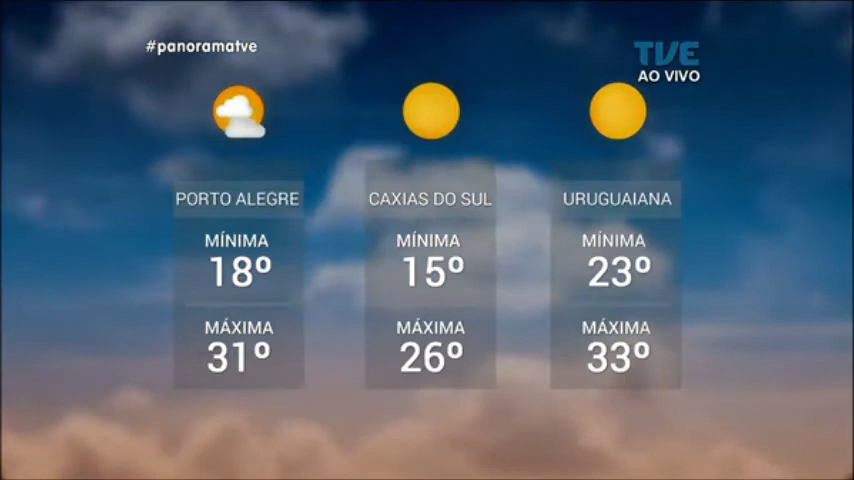 #panoramatve
TVE
AO VIVO
PORTO ALEGRE
MÍNIMA
18º
MÁXIMA
31º
CAXIAS DO SUL
MÍNIMA
15º
MÁXIMA
26º
URUGUAIANA
MÍNIMA
23º
MÁXIMA
33º